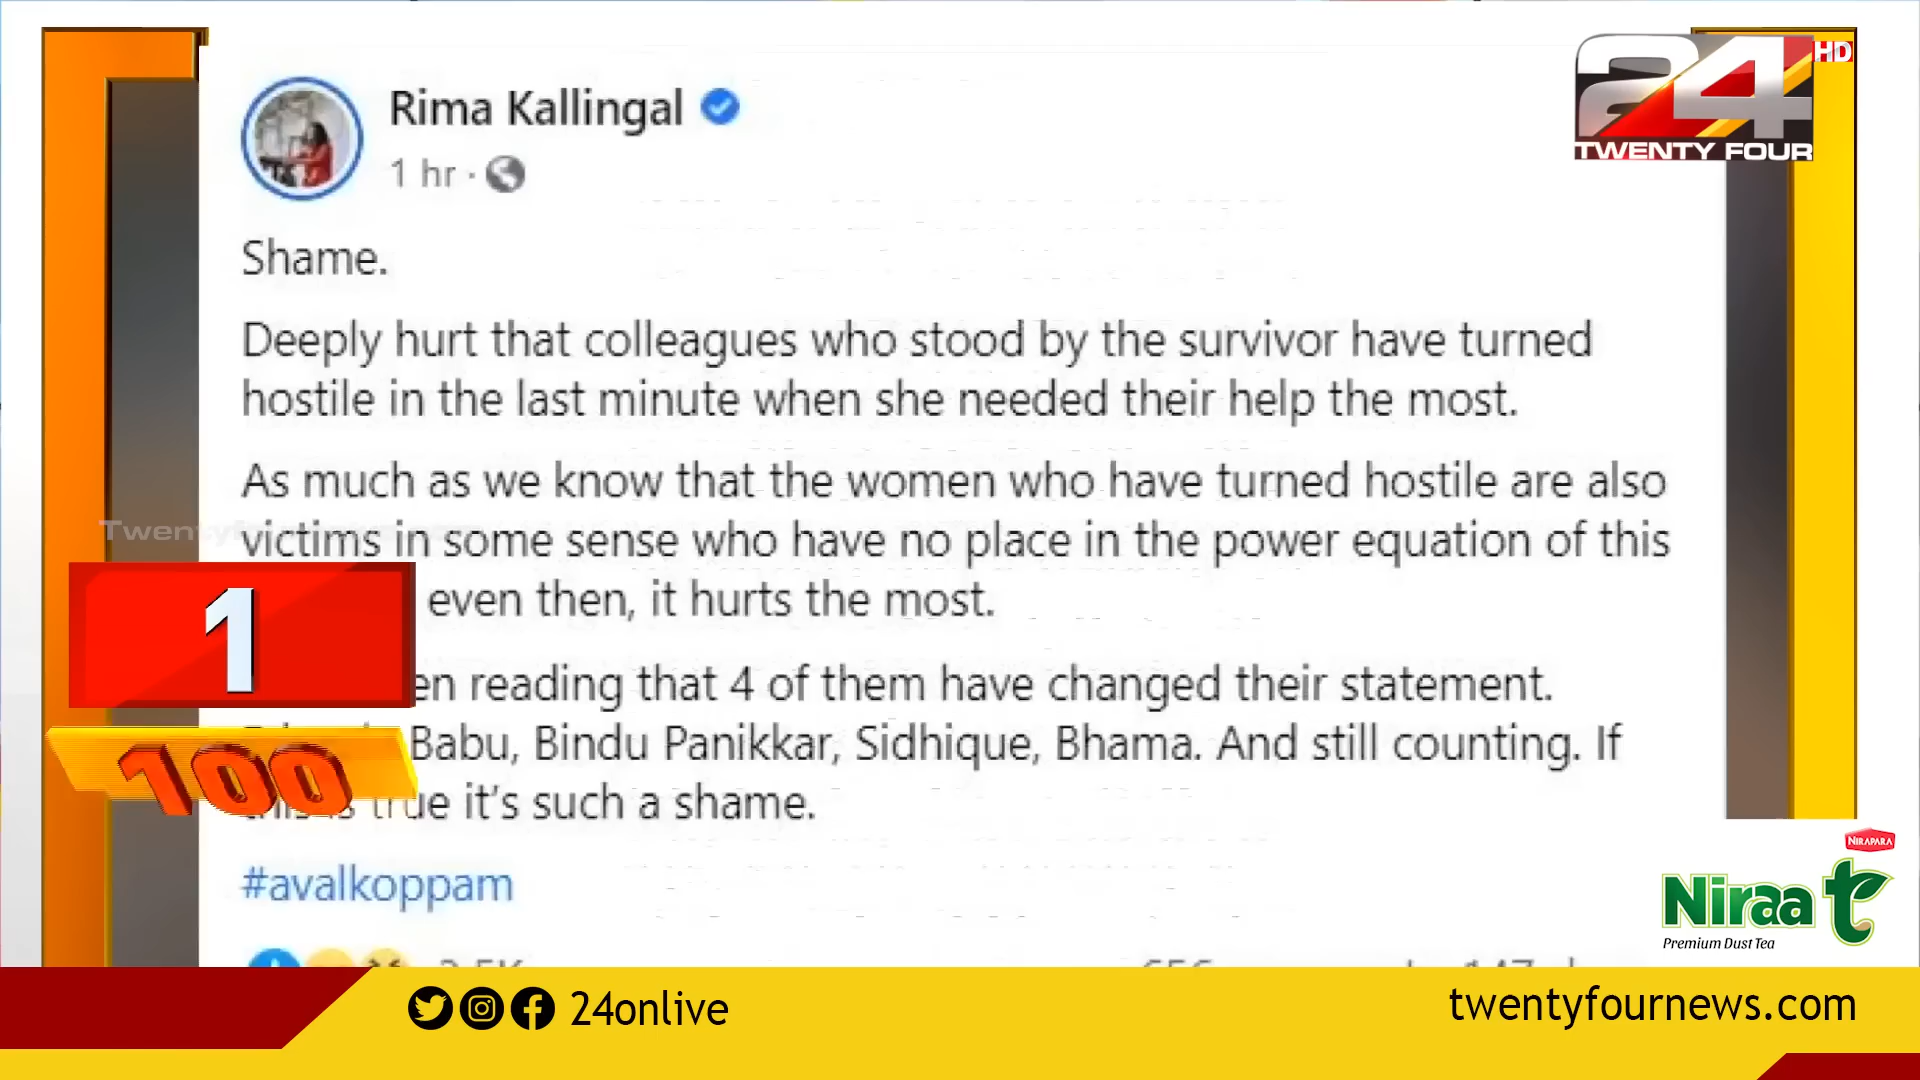 24 HD
TWENTY FOUR
Rima Kallingal
1 hr ·
Shame.
Deeply hurt that colleagues who stood by the survivor have turned
hostile in the last minute when she needed their help the most.
As much as we know that the women who have turned hostile are also
victims in some sense who have no place in the power equation of this
even then, it hurts the most.
reading that 4 of them have changed their statement.
Babu, Bindu Panikkar, Sidhique, Bhama. And still counting. If
true it's such a shame.
#avalkoppam
1
100
NIRAPARA
Niraa t
Premium Dust Tea
24onlive
twentyfournews.com